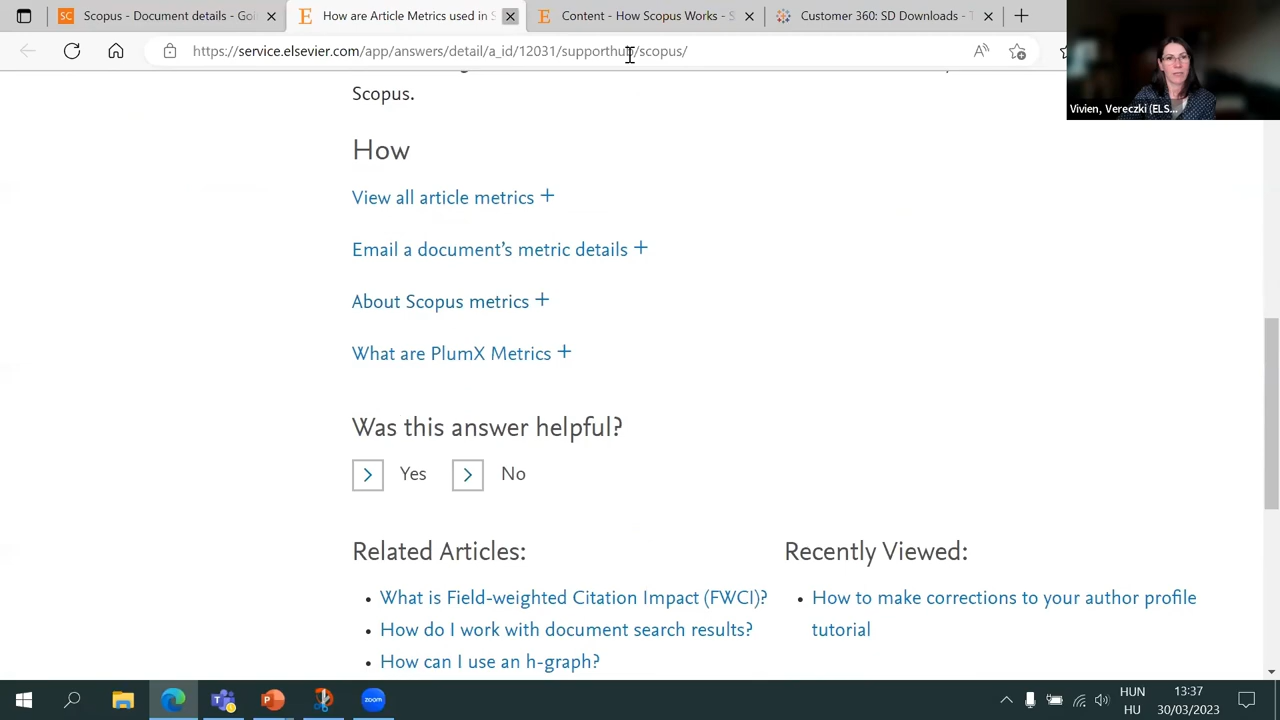 Scopus - Document details - Goi
How are Article Metrics used in S
Content - How Scopus Works - S
Customer 360: SD Downloads - T
https://service.elsevier.com/app/answers/detail/a_id/12031/supporthub/scopus/
Vivien, Vereczki (ELS...
Scopus.
How
View all article metrics +
Email a document’s metric details +
About Scopus metrics +
What are PlumX Metrics +
Was this answer helpful?
Yes No
Related Articles:
• What is Field-weighted Citation Impact (FWCI)?
• How do I work with document search results?
• How can I use an h-graph?
Recently Viewed:
• How to make corrections to your author profile
tutorial
zoom
HUN
HU
13:37
30/03/2023